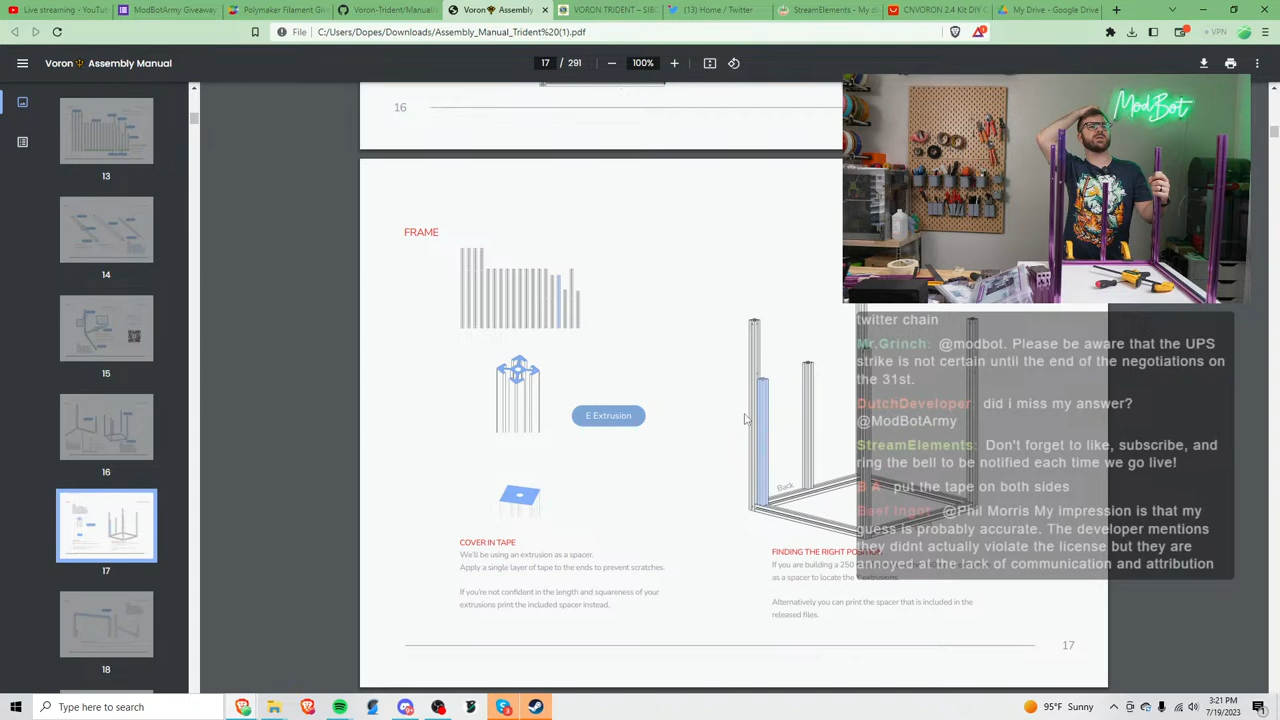 Live streaming - YouTub
ModBotArmy Giveaway
Polymaker Filament Giv
Voron-Trident/Manual/
Voron Assembly
VORON TRIDENT – SIBO
(1) Home / Twitter
StreamElements - My d
CNVORON 2.4 Kit DIY C
My Drive - Google Drive
File
C:/Users/Dopes/Downloads/Assembly_Manual_Trident%20(1).pdf
VPN
Voron Assembly Manual
17 / 291
100%
13
14
15
16
17
18
16
FRAME
E Extrusion
Back
COVER IN TAPE
We'll be using an extrusion as a spacer.
Apply a single layer of tape to the ends to prevent scratches.
If you're not confident in the length and squareness of your
extrusions print the included spacer instead.
FINDING THE RIGHT POSITION
If you are building a 250
as a spacer to locate the extrusions.
Alternatively you can print the spacer that is included in the
released files.
17
ModBot
twitter chain
Mr.Grinch: @modbot. Please be aware that the UPS
strike is not certain until the end of the negotiations on
the 31st.
DutchDeveloper: did i miss my answer?
@ModBotArmy
StreamElements: Don't forget to like, subscribe, and
ring the bell to be notified each time we go live!
B A: put the tape on both sides
Beef Ingot: @Phil Morris My impression is that my
guess is probably accurate. The developer mentions
they didnt actually violate the license but they are
annoyed at the lack of communication and attribution
Type here to search
95°F Sunny
3:21 PM
7/19/2023